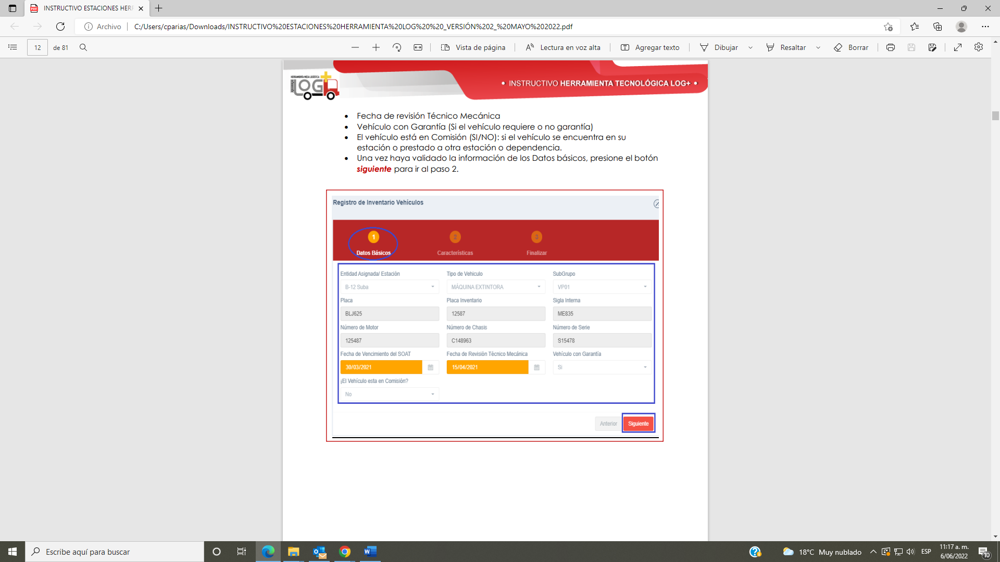 INSTRUCTIVO ESTACIONES HERR
Archivo
C:/Users/cparias/Downloads/INSTRUCTIVO%20ESTACIONES%20HERRAMIENTA%20LOG%20%20_VERSIÓN%202_%20MAYO%202022.pdf
12 de 81
Vista de página
Lectura en voz alta
Agregar texto
Dibujar
Resaltar
Borrar
HERRAMIENTA MESA LOGÍSTICA
LOG
• INSTRUCTIVO HERRAMIENTA TECNOLÓGICA LOG+ •
• Fecha de revisión Técnico Mecánica
• Vehículo con Garantía (Si el vehículo requiere o no garantía)
• El vehículo está en Comisión (SI/NO): si el vehículo se encuentra en su
estación o prestado a otra estación o dependencia.
• Una vez haya validado la información de los Datos básicos, presione el botón
siguiente para ir al paso 2.
Registro de Inventario Vehículos
1 2 3
Datos Básicos Características Finalizar
Entidad Asignada/ Estación Tipo de Vehiculo SubGrupo
B-12 Suba MÁQUINA EXTINTORA VP01
Placa Placa Inventario Sigla Interna
BLJ625 12587 ME835
Número de Motor Número de Chasis Número de Serie
125487 C148963 S15478
Fecha de Vencimiento del SOAT Fecha de Revisión Técnico Mecánica Vehículo con Garantía
30/03/2021 15/04/2021 Si
¡El Vehículo esta en Comisión?
No
Anterior Siguiente
Escribe aquí para buscar
18°C Muy nublado
ESP
11:17 a. m.
6/06/2022
10